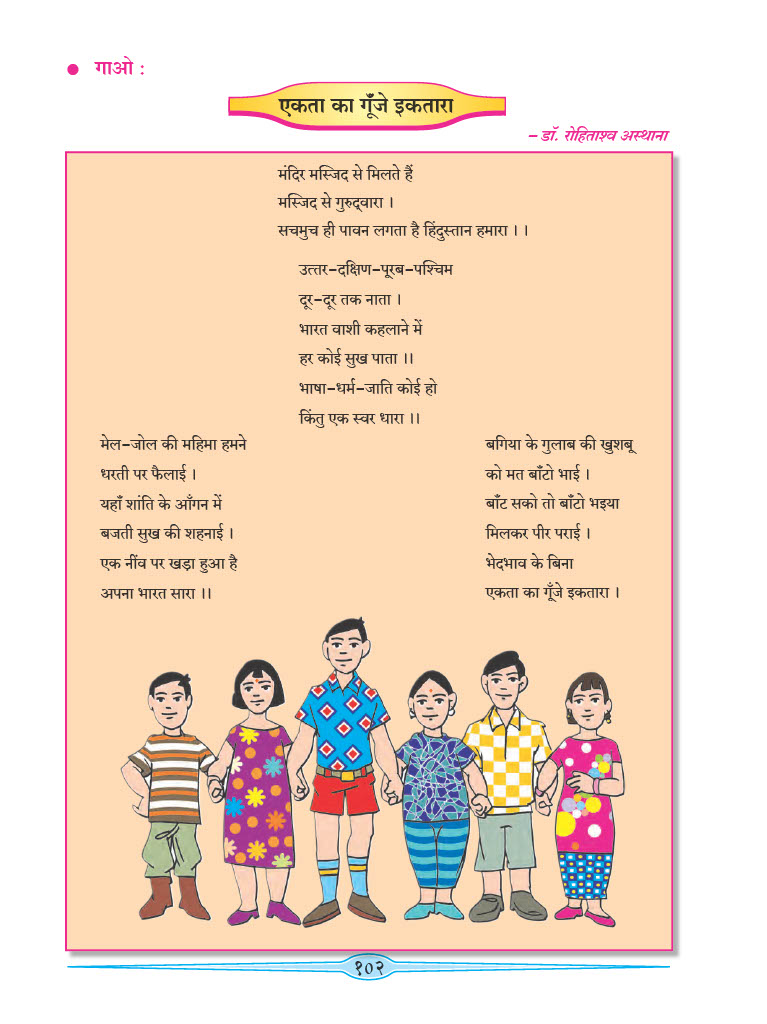 • गाओ :
एकता का गूँजे इकतारा
– डॉ. रोहिताश्व अस्थाना
मंदिर मस्जिद से मिलते हैं
मस्जिद से गुरुद्वारा ।
सचमुच ही पावन लगता है हिंदुस्तान हमारा । ।
उत्तर-दक्षिण-पूरब-पश्चिम
दूर-दूर तक नाता ।
भारत वाशी कहलाने में
हर कोई सुख पाता ।।
भाषा-धर्म-जाति कोई हो
किंतु एक स्वर धारा ।।
मेल-जोल की महिमा हमने
धरती पर फैलाई ।
यहाँ शांति के आँगन में
बजती सुख की शहनाई ।
एक नींव पर खड़ा हुआ है
अपना भारत सारा ।।
बगिया के गुलाब की खुशबू
को मत बाँटो भाई ।
बाँट सको तो बाँटो भइया
मिलकर पीर पराई ।
भेदभाव के बिना
एकता का गूँजे इकतारा ।
१०२